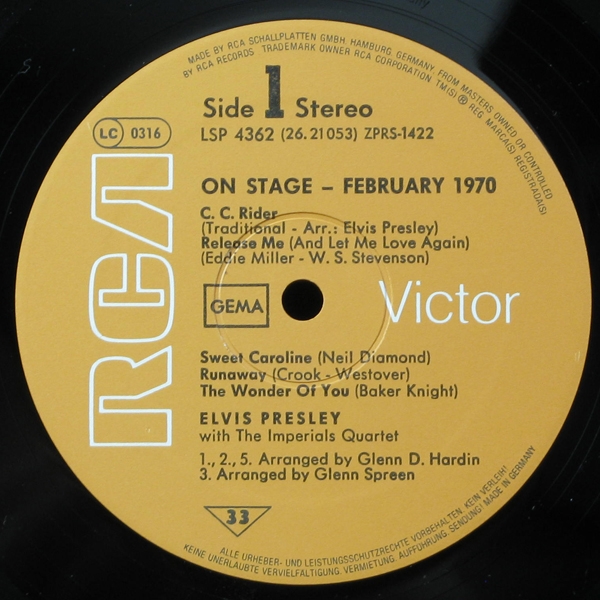 MADE BY RCA SCHALLPLATTEN GMBH, HAMBURG, GERMANY, FROM MASTERS OWNED OR CONTROLLED
BY RCA RECORDS TRADEMARK OWNER RCA CORPORATION TM(S) ® REG. MARCA(S) REGISTRADA(S)
Side 1 Stereo
LSP 4362 (26.21053) ZPRS-1422
LC 0316
RCA
ON STAGE – FEBRUARY 1970
C. C. Rider
(Traditional - Arr.: Elvis Presley)
Release Me (And Let Me Love Again)
(Eddie Miller - W. S. Stevenson)
GEMA
Victor
Sweet Caroline (Neil Diamond)
Runaway (Crook - Westover)
The Wonder Of You (Baker Knight)
ELVIS PRESLEY
with The Imperials Quartet
1., 2., 5. Arranged by Glenn D. Hardin
3. Arranged by Glenn Spreen
33
ALLE URHEBER- UND LEISTUNGSSCHUTZRECHTE VORBEHALTEN. KEIN VERLEIH!
KEINE UNERLAUBTE VERVIELFÄLTIGUNG, VERMIETUNG, AUFFÜHRUNG, SENDUNG! MADE IN GERMANY